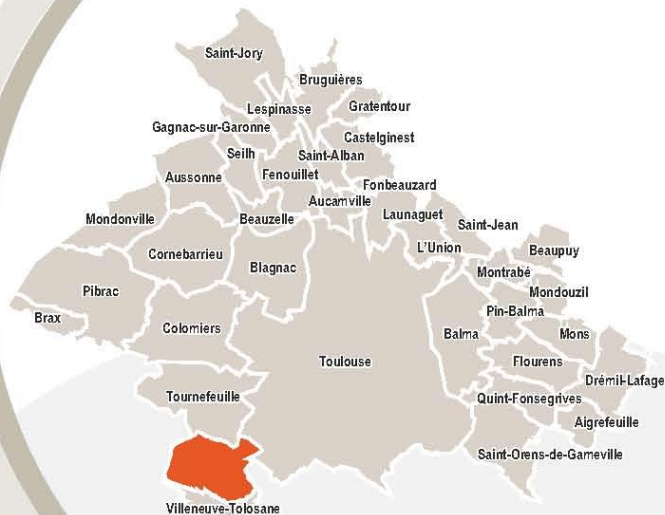 Saint-Jory
Bruguières
Lespinasse
Gratentour
Gagnac-sur-Garonne
Castelginest
Seilh
Saint-Alban
Aussonne
Fenouillet
Fonbeauzard
Aucamville
Launaguet
Mondonville
Beauzelle
Saint-Jean
L'Union
Beaupuy
Cornebarrieu
Blagnac
Montrabé
Pibrac
Mondouzil
Pin-Balma
Brax
Colomiers
Balma
Mons
Toulouse
Flourens
Drémil-Lafage
Tournefeuille
Quint-Fonsegrives
Aigrefeuille
Saint-Orens-de-Gameville
Villeneuve-Tolosane